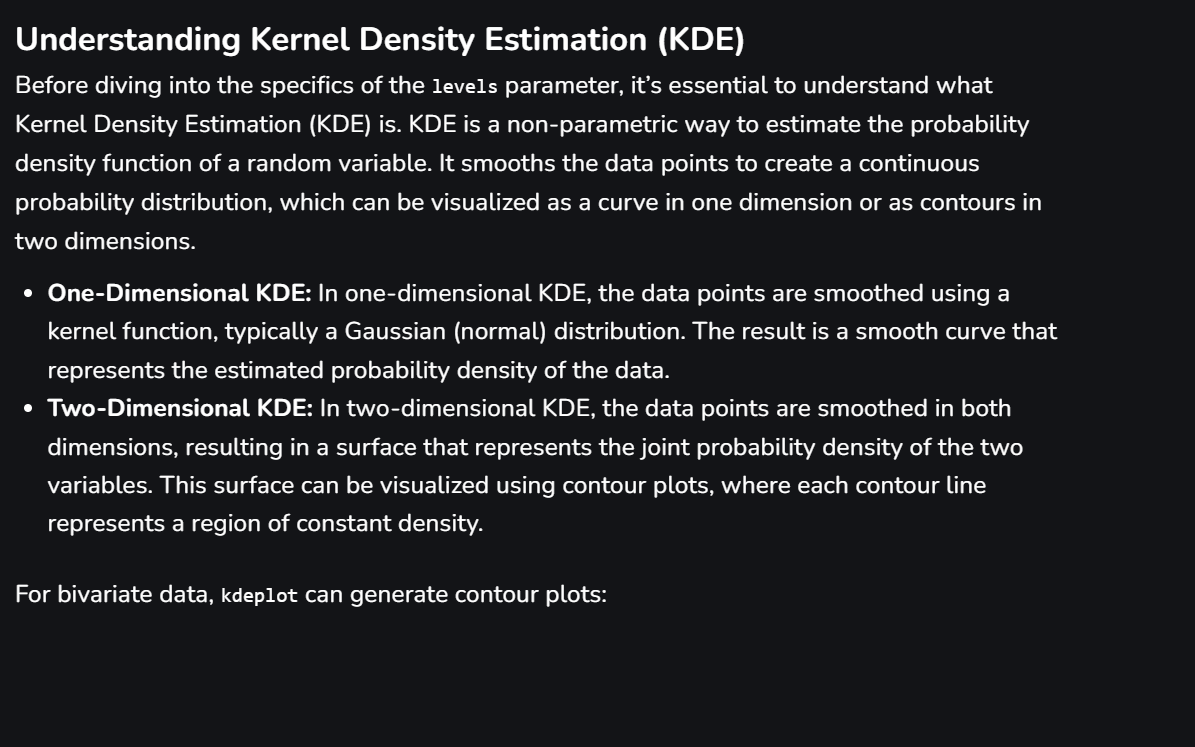 Understanding Kernel Density Estimation (KDE)
Before diving into the specifics of the levels parameter, it’s essential to understand what
Kernel Density Estimation (KDE) is. KDE is a non-parametric way to estimate the probability
density function of a random variable. It smooths the data points to create a continuous
probability distribution, which can be visualized as a curve in one dimension or as contours in
two dimensions.
• One-Dimensional KDE: In one-dimensional KDE, the data points are smoothed using a
kernel function, typically a Gaussian (normal) distribution. The result is a smooth curve that
represents the estimated probability density of the data.
• Two-Dimensional KDE: In two-dimensional KDE, the data points are smoothed in both
dimensions, resulting in a surface that represents the joint probability density of the two
variables. This surface can be visualized using contour plots, where each contour line
represents a region of constant density.
For bivariate data, kdeplot can generate contour plots: